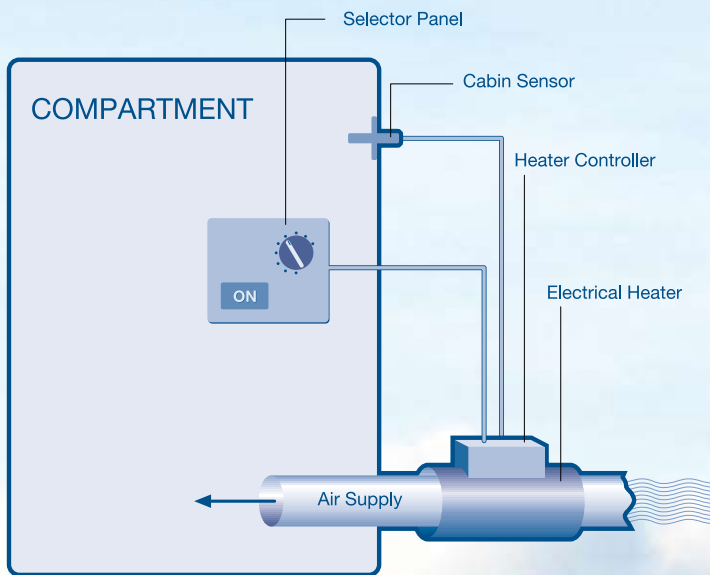 Selector Panel
Cabin Sensor
COMPARTMENT
Heater Controller
ON
Electrical Heater
Air Supply